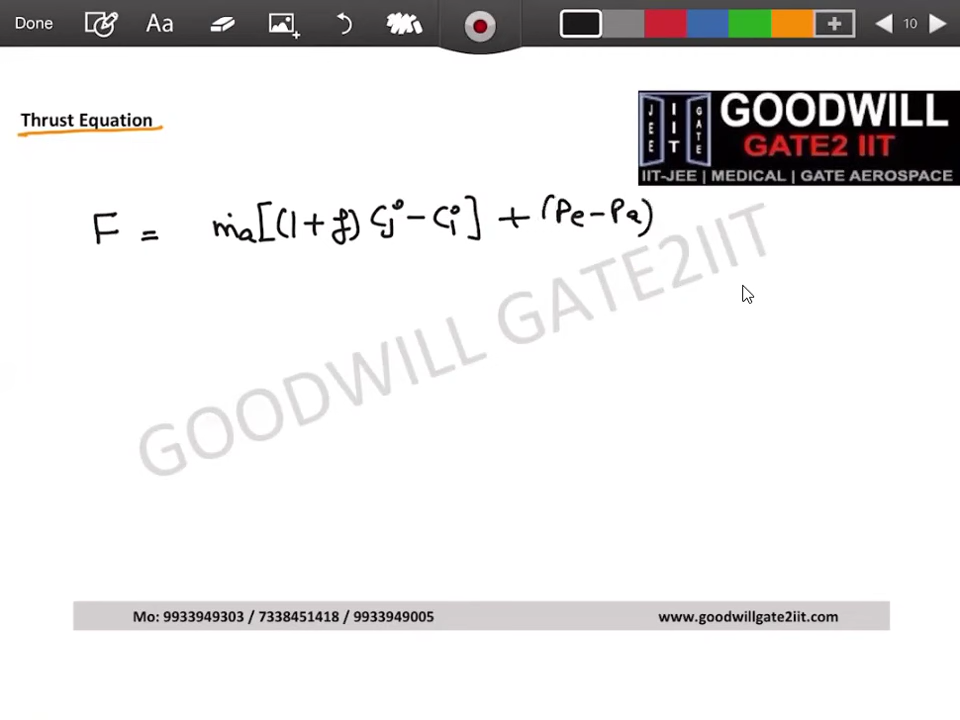 Done Aa 10
Thrust Equation
JEE IIT GATE GOODWILL
GATE2 IIT
IIT-JEE | MEDICAL | GATE AEROSPACE
F = ṁa[(1+f) Cj - Ci] + (Pe - Pa)
GOODWILL GATE2IIT
Mo: 9933949303 / 7338451418 / 9933949005 www.goodwillgate2iit.com